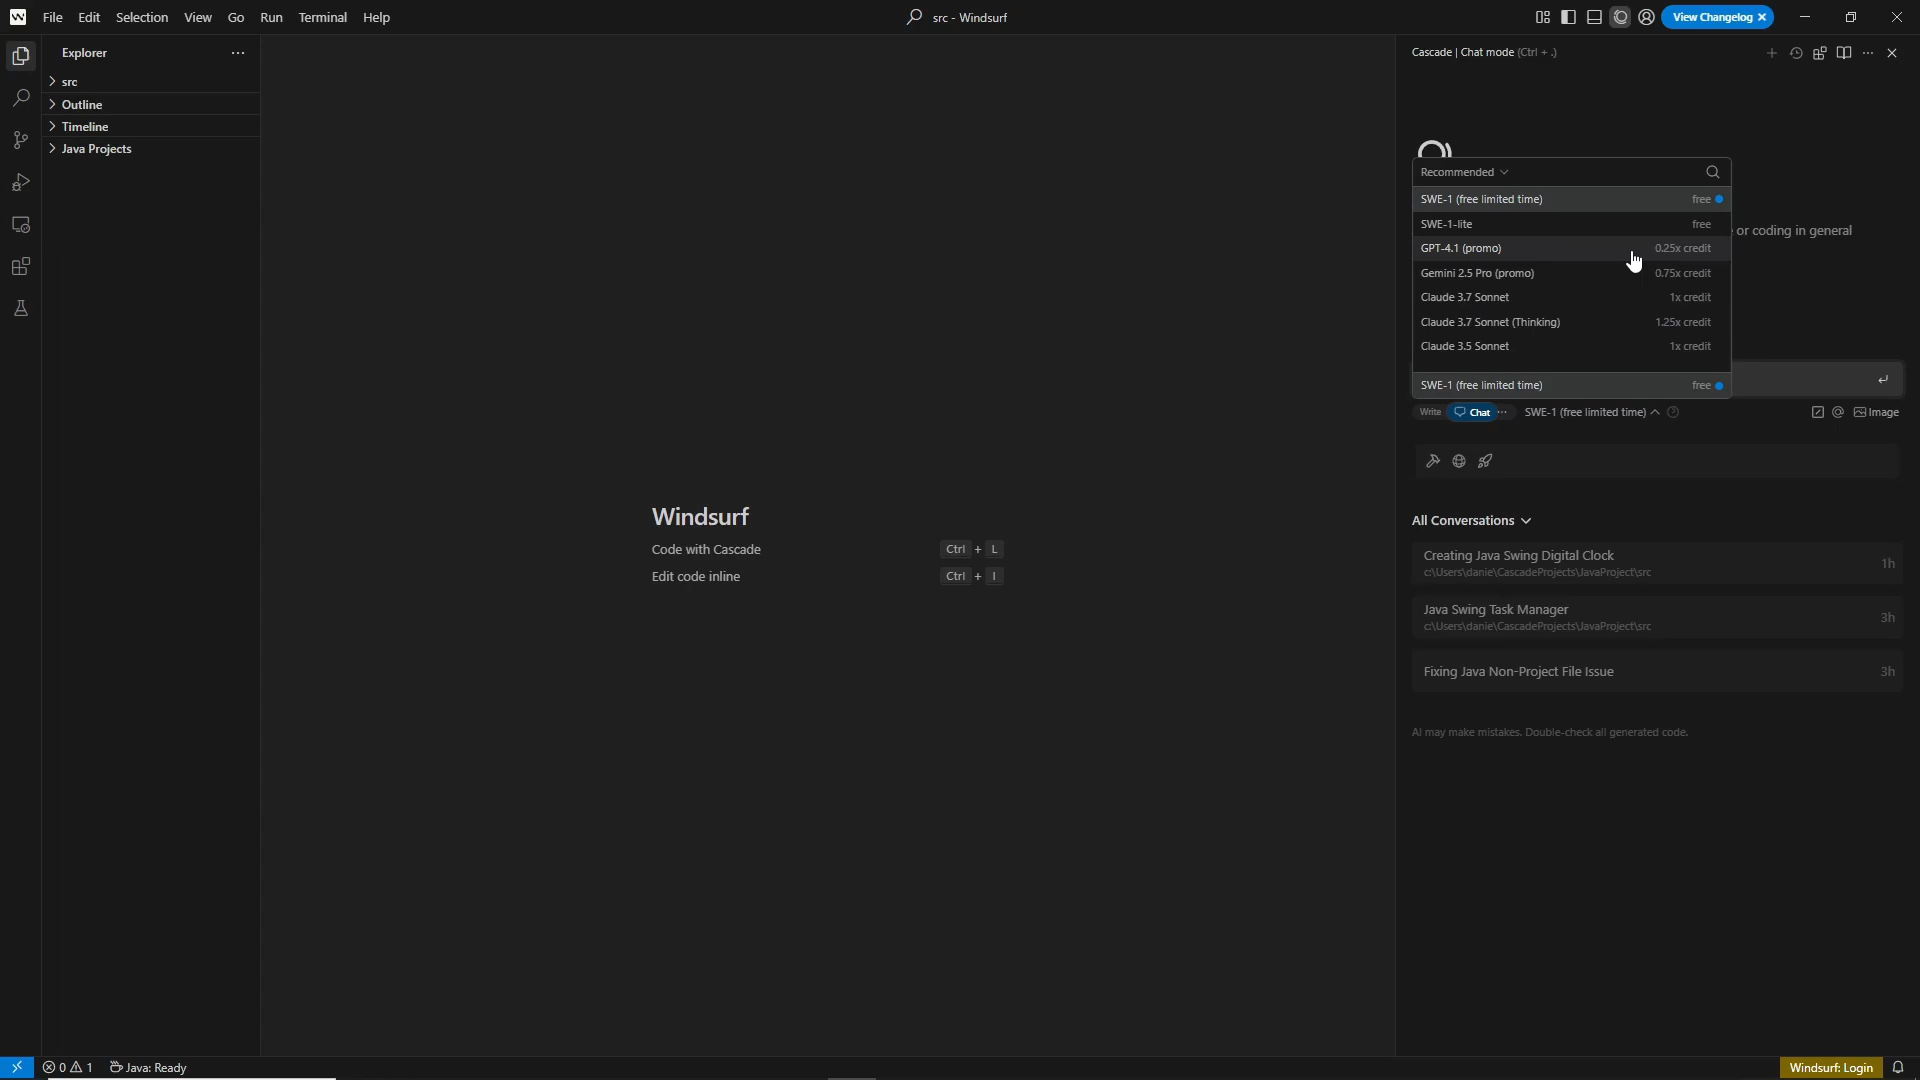 File Edit Selection View Go Run Terminal Help
src - Windsurf
View Changelog
Explorer
src
Outline
Timeline
Java Projects
Windsurf
Code with Cascade Ctrl + L
Edit code inline Ctrl + I
Cascade | Chat mode (Ctrl + .)
Recommended
SWE-1 (free limited time) free
SWE-1-lite free
or coding in general
GPT-4.1 (promo) 0.25x credit
Gemini 2.5 Pro (promo) 0.75x credit
Claude 3.7 Sonnet 1x credit
Claude 3.7 Sonnet (Thinking) 1.25x credit
Claude 3.5 Sonnet 1x credit
SWE-1 (free limited time) free
Write Chat SWE-1 (free limited time) Image
All Conversations
Creating Java Swing Digital Clock 1h
c:\Users\danie\CascadeProjects\JavaProject\src
Java Swing Task Manager 3h
c:\Users\danie\CascadeProjects\JavaProject\src
Fixing Java Non-Project File Issue 3h
AI may make mistakes. Double-check all generated code.
0 1 Java: Ready
Windsurf: Login